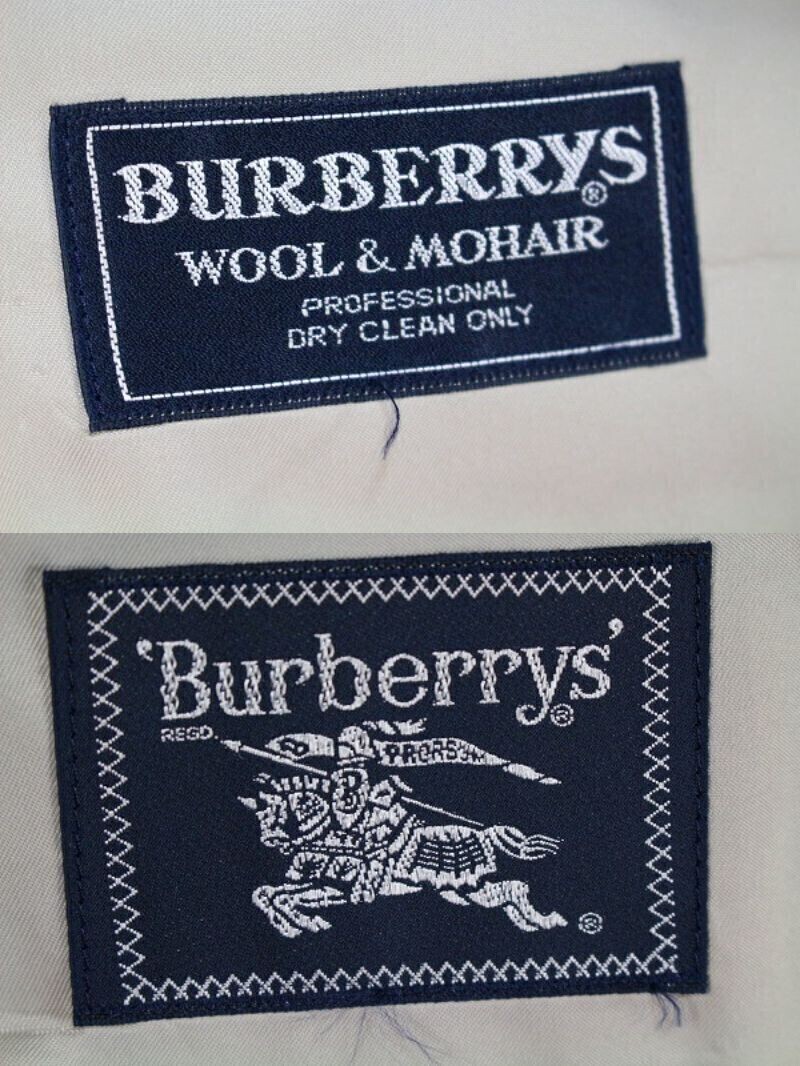 BURBERRYS®
WOOL & MOHAIR
PROFESSIONAL
DRY CLEAN ONLY
'Burberrys'®
REGD.
PRORSUM
®